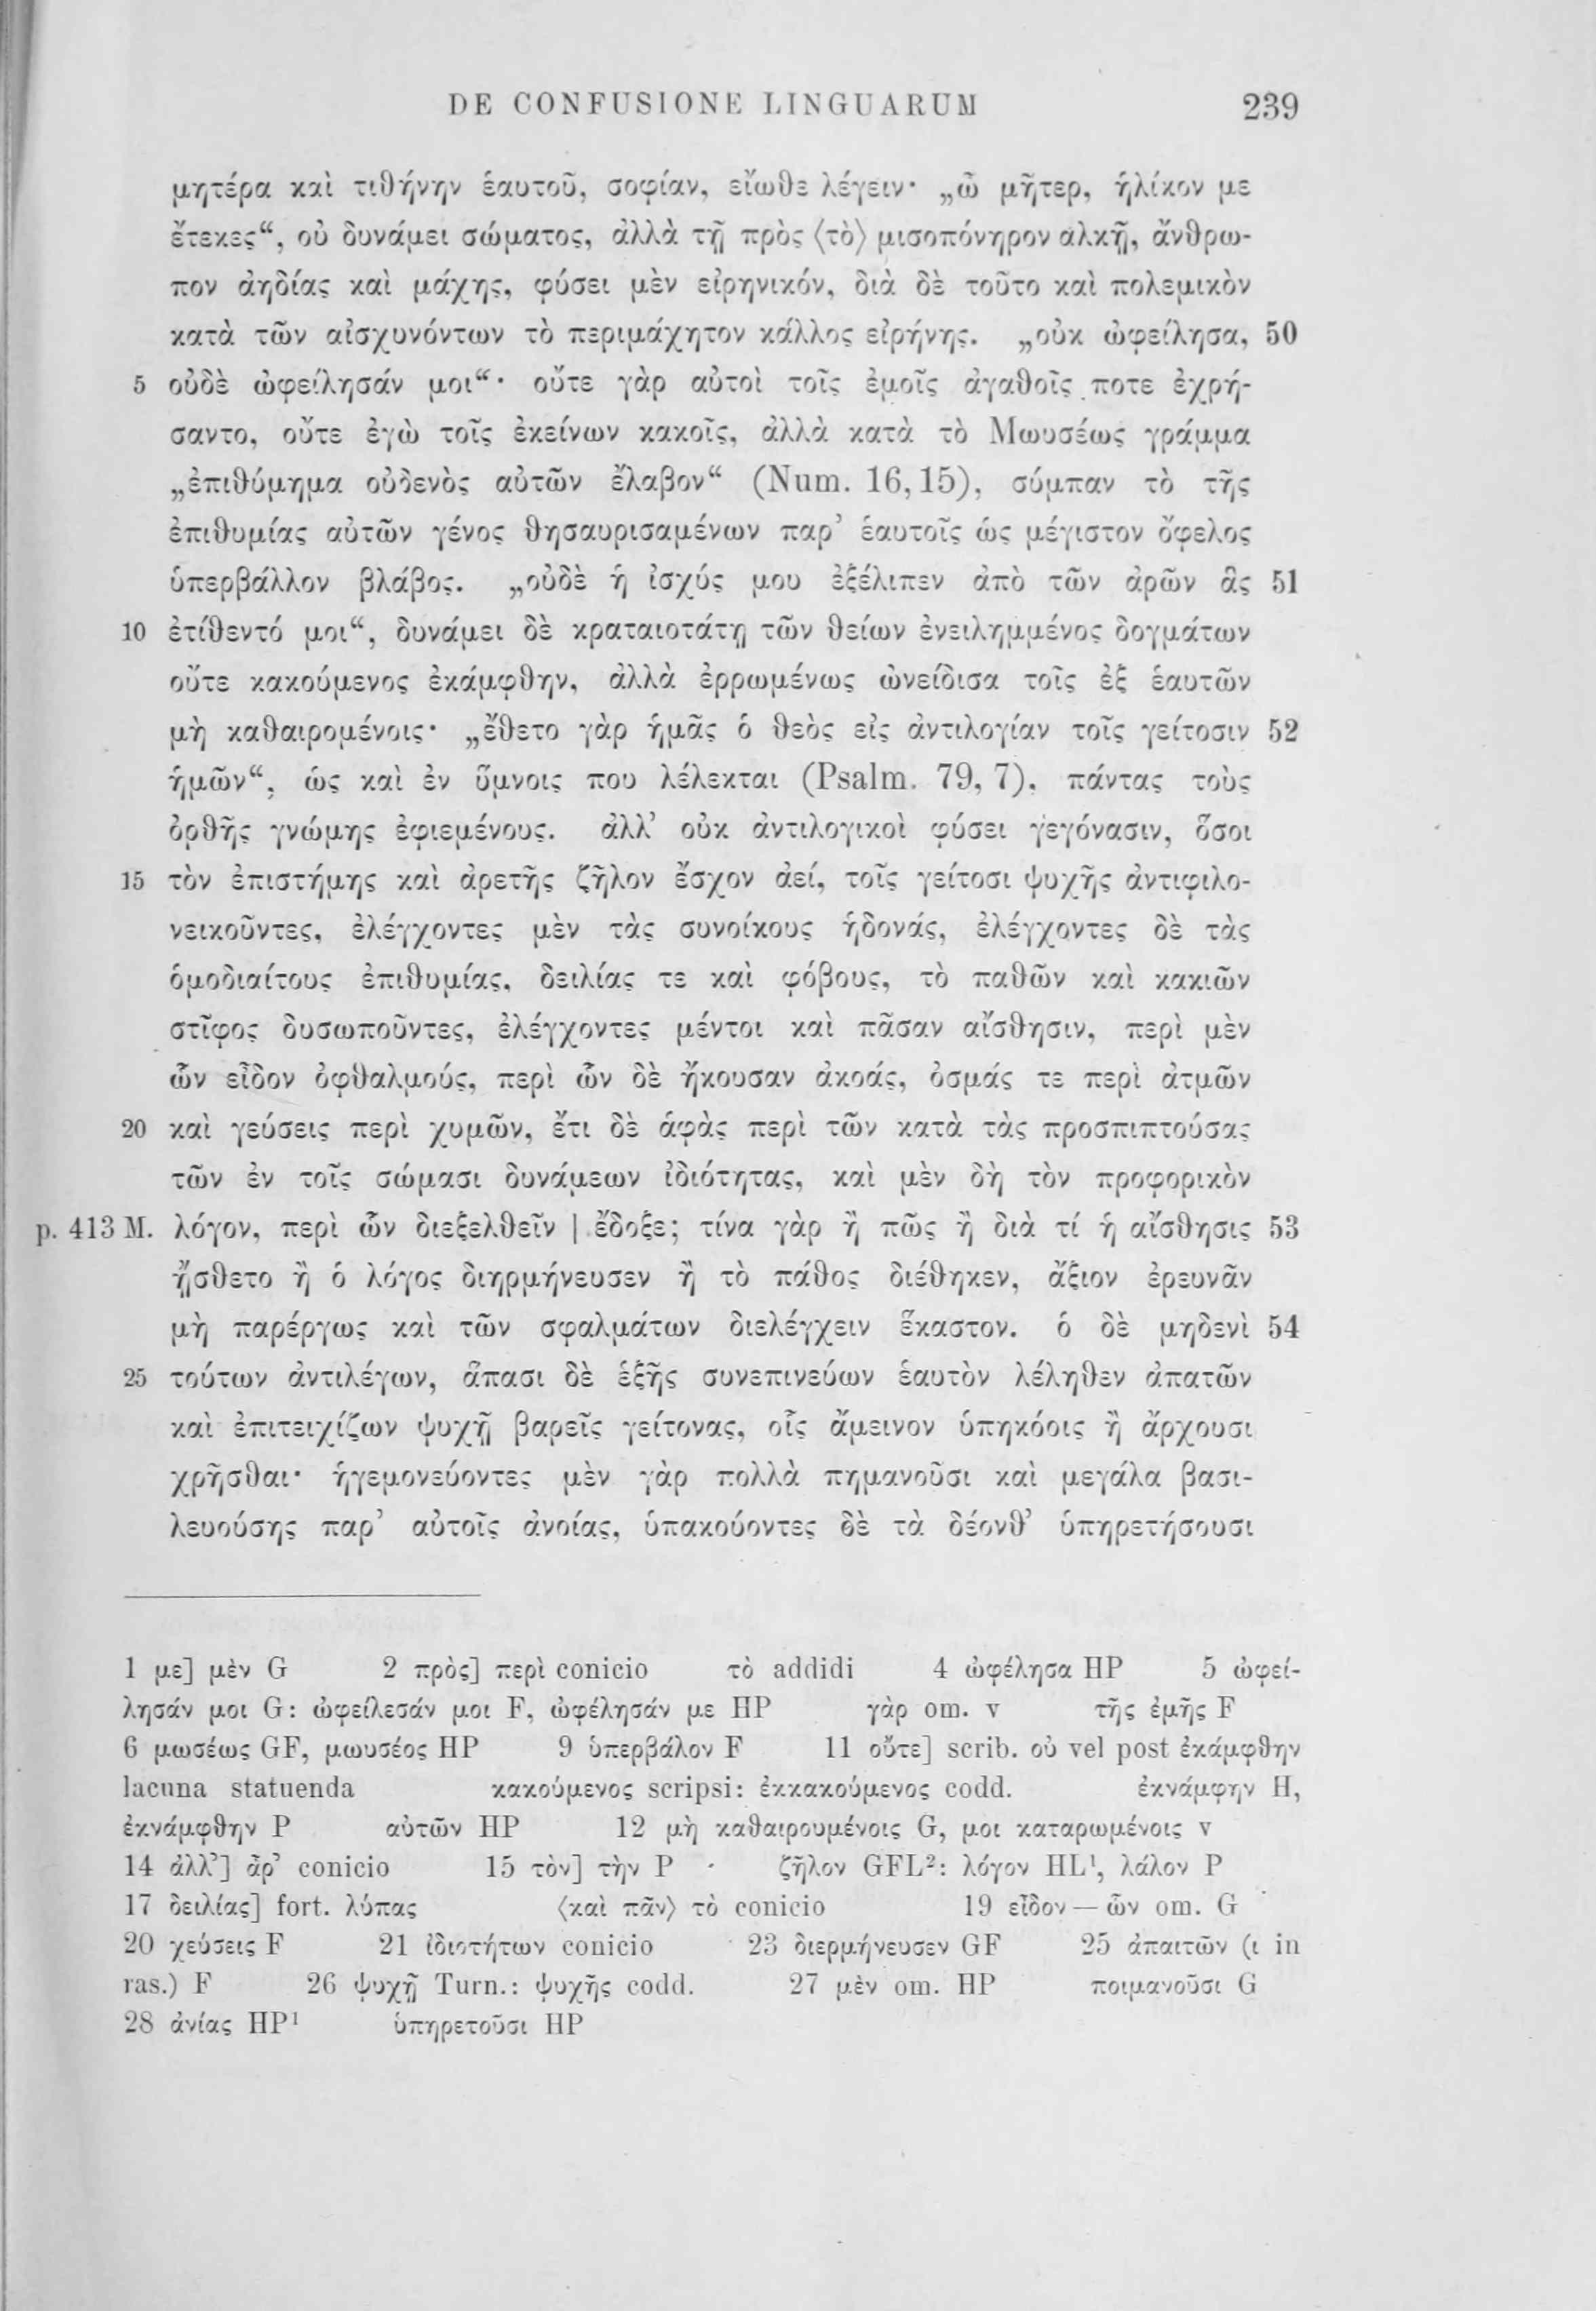 DE CONFUSIONE LINGUARUM 239
μητέρα καὶ τιθήνην ἑαυτοῦ, σοφίαν, εἴωθε λέγειν· „ὦ μῆτερ, ἡλίκον με
ἔτεκες“, οὐ δυνάμει σώματος, ἀλλὰ τῇ πρὸς ⟨τὸ⟩ μισοπόνηρον ἀλκῇ, ἄνθρω-
πον ἀηδίας καὶ μάχης, φύσει μὲν εἰρηνικόν, διὰ δὲ τοῦτο καὶ πολεμικὸν
κατὰ τῶν αἰσχυνόντων τὸ περιμάχητον κάλλος εἰρήνης. „οὐκ ὠφείλησα, 50
5 οὐδὲ ὠφείλησάν μοι“· οὔτε γὰρ αὐτοὶ τοῖς ἐμοῖς ἀγαθοῖς ποτε ἐχρή-
σαντο, οὔτε ἐγὼ τοῖς ἐκείνων κακοῖς, ἀλλὰ κατὰ τὸ Μωυσέως γράμμα
„ἐπιθύμημα οὐδενὸς αὐτῶν ἔλαβον“ (Num. 16, 15), σύμπαν τὸ τῆς
ἐπιθυμίας αὐτῶν γένος θησαυρισαμένων παρ’ ἑαυτοῖς ὡς μέγιστον ὄφελος
ὑπερβάλλον βλάβος. „οὐδὲ ἡ ἰσχύς μου ἐξέλιπεν ἀπὸ τῶν ἀρῶν ἃς 51
10 ἐτίθεντό μοι“, δυνάμει δὲ κραταιοτάτῃ τῶν θείων ἐνειλημμένος δογμάτων
οὔτε κακούμενος ἐκάμφθην, ἀλλὰ ἐρρωμένως ὠνείδισα τοῖς ἐξ ἑαυτῶν
μὴ καθαιρομένοις· „ἔθετο γὰρ ἡμᾶς ὁ θεὸς εἰς ἀντιλογίαν τοῖς γείτοσιν 52
ἡμῶν“, ὡς καὶ ἐν ὕμνοις που λέλεκται (Psalm. 79, 7), πάντας τοὺς
ὀρθῆς γνώμης ἐφιεμένους. ἀλλ’ οὐκ ἀντιλογικοὶ φύσει γεγόνασιν, ὅσοι
15 τὸν ἐπιστήμης καὶ ἀρετῆς ζῆλον ἔσχον ἀεί, τοῖς γείτοσι ψυχῆς ἀντιφιλο-
νεικοῦντες, ἐλέγχοντες μὲν τὰς συνοίκους ἡδονάς, ἐλέγχοντες δὲ τὰς
ὁμοδιαίτους ἐπιθυμίας, δειλίας τε καὶ φόβους, τὸ παθῶν καὶ κακιῶν
στῖφος δυσωποῦντες, ἐλέγχοντες μέντοι καὶ πᾶσαν αἴσθησιν, περὶ μὲν
ὧν εἶδον ὀφθαλμούς, περὶ ὧν δὲ ἤκουσαν ἀκοάς, ὀσμάς τε περὶ ἀτμῶν
20 καὶ γεύσεις περὶ χυμῶν, ἔτι δὲ ἁφὰς περὶ τῶν κατὰ τὰς προσπιπτούσας
τῶν ἐν τοῖς σώμασι δυνάμεων ἰδιότητας, καὶ μὲν δὴ τὸν προφορικὸν
p. 413 M. λόγον, περὶ ὧν διεξελθεῖν | ἔδοξε; τίνα γὰρ ἢ πῶς ἢ διὰ τί ἡ αἴσθησις 53
ᾔσθετο ἢ ὁ λόγος διηρμήνευσεν ἢ τὸ πάθος διέθηκεν, ἄξιον ἐρευνᾶν
μὴ παρέργως καὶ τῶν σφαλμάτων διελέγχειν ἕκαστον. ὁ δὲ μηδενὶ 54
25 τούτων ἀντιλέγων, ἅπασι δὲ ἑξῆς συνεπινεύων ἑαυτὸν λέληθεν ἀπατῶν
καὶ ἐπιτειχίζων ψυχῇ βαρεῖς γείτονας, οἷς ἄμεινον ὑπηκόοις ἢ ἄρχουσι
χρῆσθαι· ἡγεμονεύοντες μὲν γὰρ πολλὰ πημανοῦσι καὶ μεγάλα βασι-
λευούσης παρ’ αὐτοῖς ἀνοίας, ὑπακούοντες δὲ τὰ δέονθ’ ὑπηρετήσουσι
1 με] μὲν G 2 πρὸς] περὶ conicio τὸ addidi 4 ὠφέλησα HP 5 ὠφεί-
λησάν μοι G: ὠφείλεσάν μοι F, ὠφέλησάν με HP γὰρ om. v τῆς ἐμῆς F
6 μωσέως GF, μωυσέος HP 9 ὑπερβάλον F 11 οὔτε] scrib. οὐ vel post ἐκάμφθην
lacuna statuenda κακούμενος scripsi: ἐκκακούμενος codd. ἐκνάμφην H,
ἐκνάμφθην P αὐτῶν HP 12 μὴ καθαιρουμένοις G, μοι καταρωμένοις v
14 ἀλλ’] ἆρ’ conicio 15 τὸν] τὴν P ζῆλον GFL²: λόγον HL¹, λάλον P
17 δειλίας] fort. λύπας ⟨καὶ πᾶν⟩ τὸ conicio 19 εἶδον — ὧν om. G
20 χεύσεις F 21 ἰδιοτήτων conicio 23 διερμήνευσεν GF 25 ἀπαιτῶν (ι in
ras.) F 26 ψυχῇ Turn.: ψυχῆς codd. 27 μὲν om. HP ποιμανοῦσι G
28 ἀνίας HP¹ ὑπηρετοῦσι HP